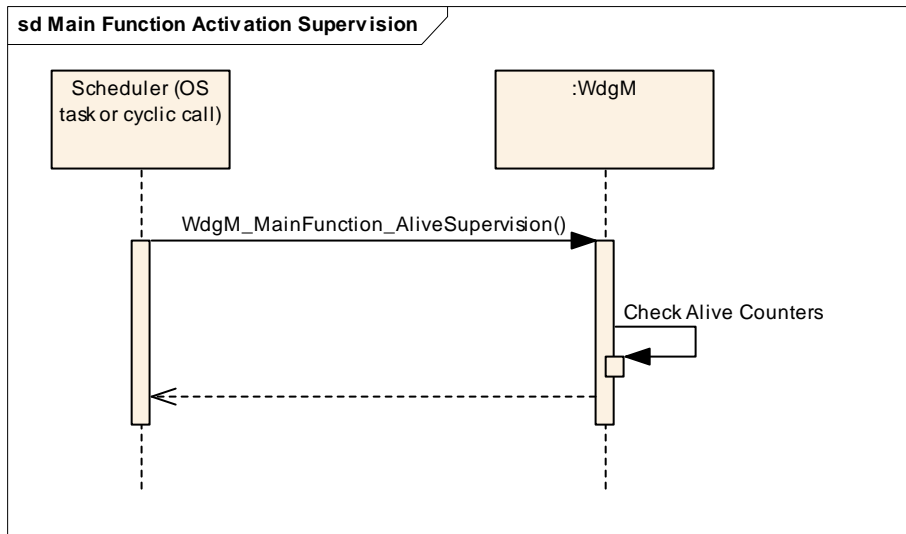 sd Main Function Activation Supervision
Scheduler (OS
task or cyclic call)
:WdgM
WdgM_MainFunction_AliveSupervision()
Check Alive Counters